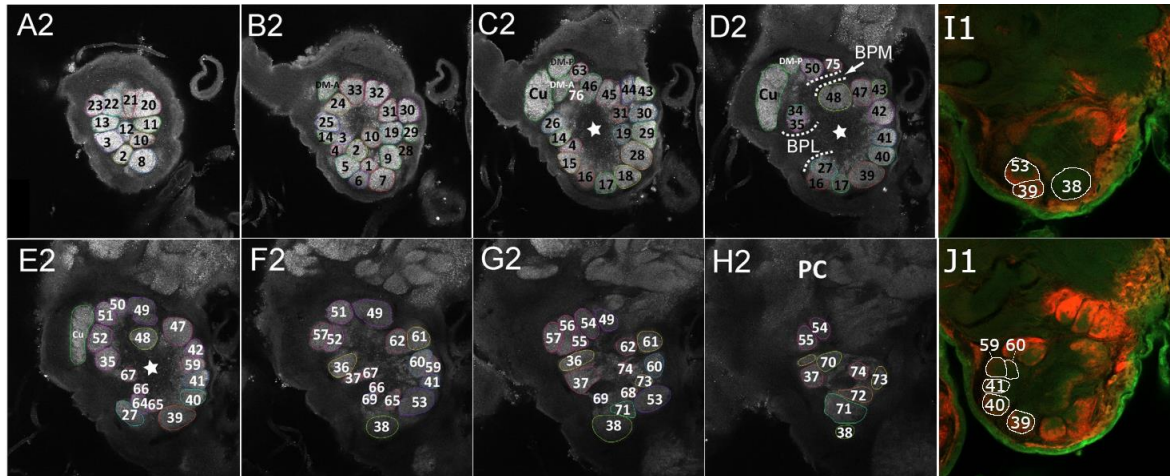 A2
23 22 21 20
13 12 11
3 10
2 8
B2
DM-A 33 32
24
25 31 30
14 3 10 19 29
4 2 28
5 1 9
6 7
C2
DM-P 63
DM-A 46
Cu 76 45 44 43
26 31 30
14 19 29
4
15 28
16 17 18
D2
DM-P 50 75 BPM
Cu 48 47 43
34 42
35 41
BPL 40
27 39
16 17
I1
53
39 38
E2
50 49
51
Cu 52 48 47
35 42
67 59
66 41
64 65 40
27 39
F2
51 49
57 52 62 61
36 67 60 59
37 66 41
69 65 53
38
G2
56 54 49
57 55 62 61
36 74 60
37 73
69 68 53
71
38
H2
PC
54
55
70
37 74 73
72
71
38
J1
59 60
41
40
39